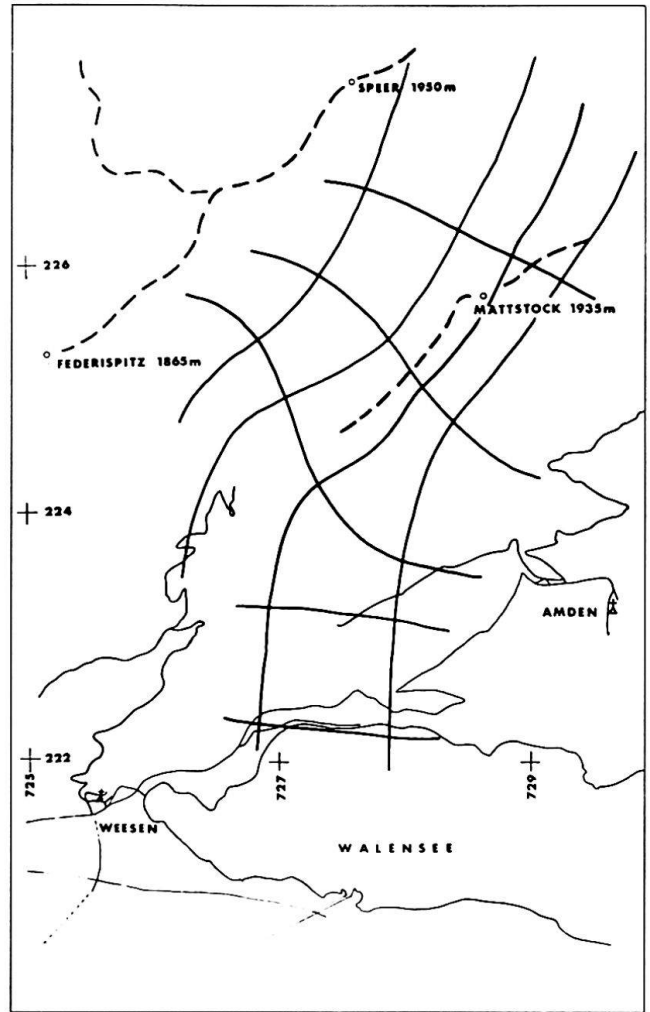 SPEER 1950m
226
MATTSTOCK 1935m
FEDERISPITZ 1865m
224
AMDEN
222
725
727
729
WEESEN
WALENSEE